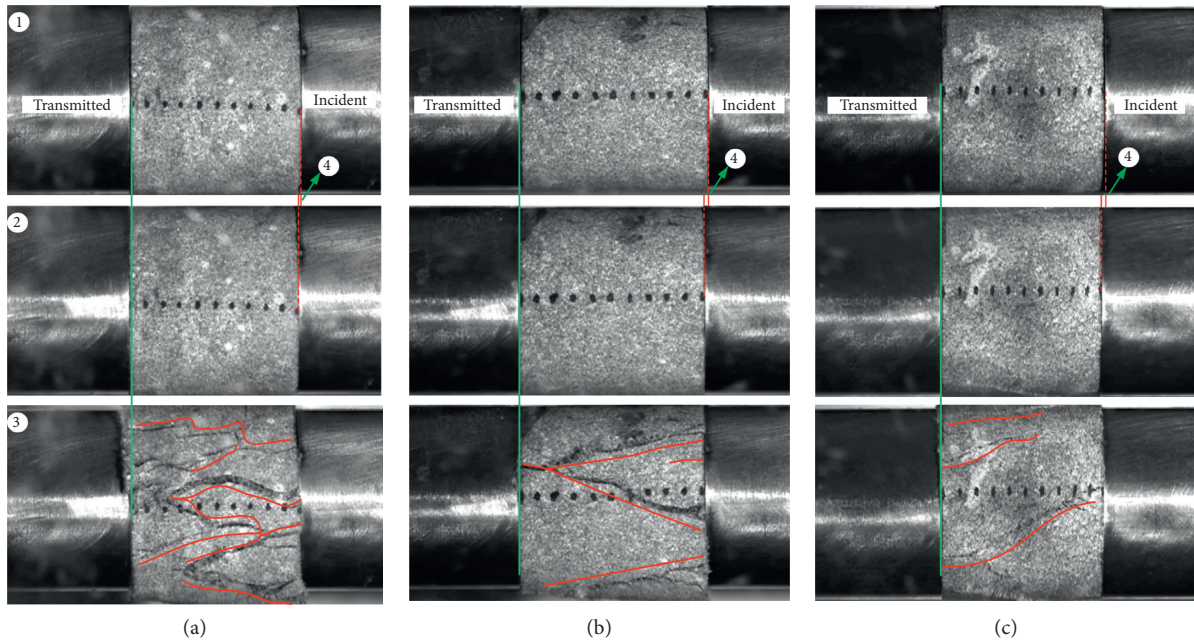 1
Transmitted
Incident
4
Transmitted
Incident
4
Transmitted
Incident
4
2
3
(a)
(b)
(c)